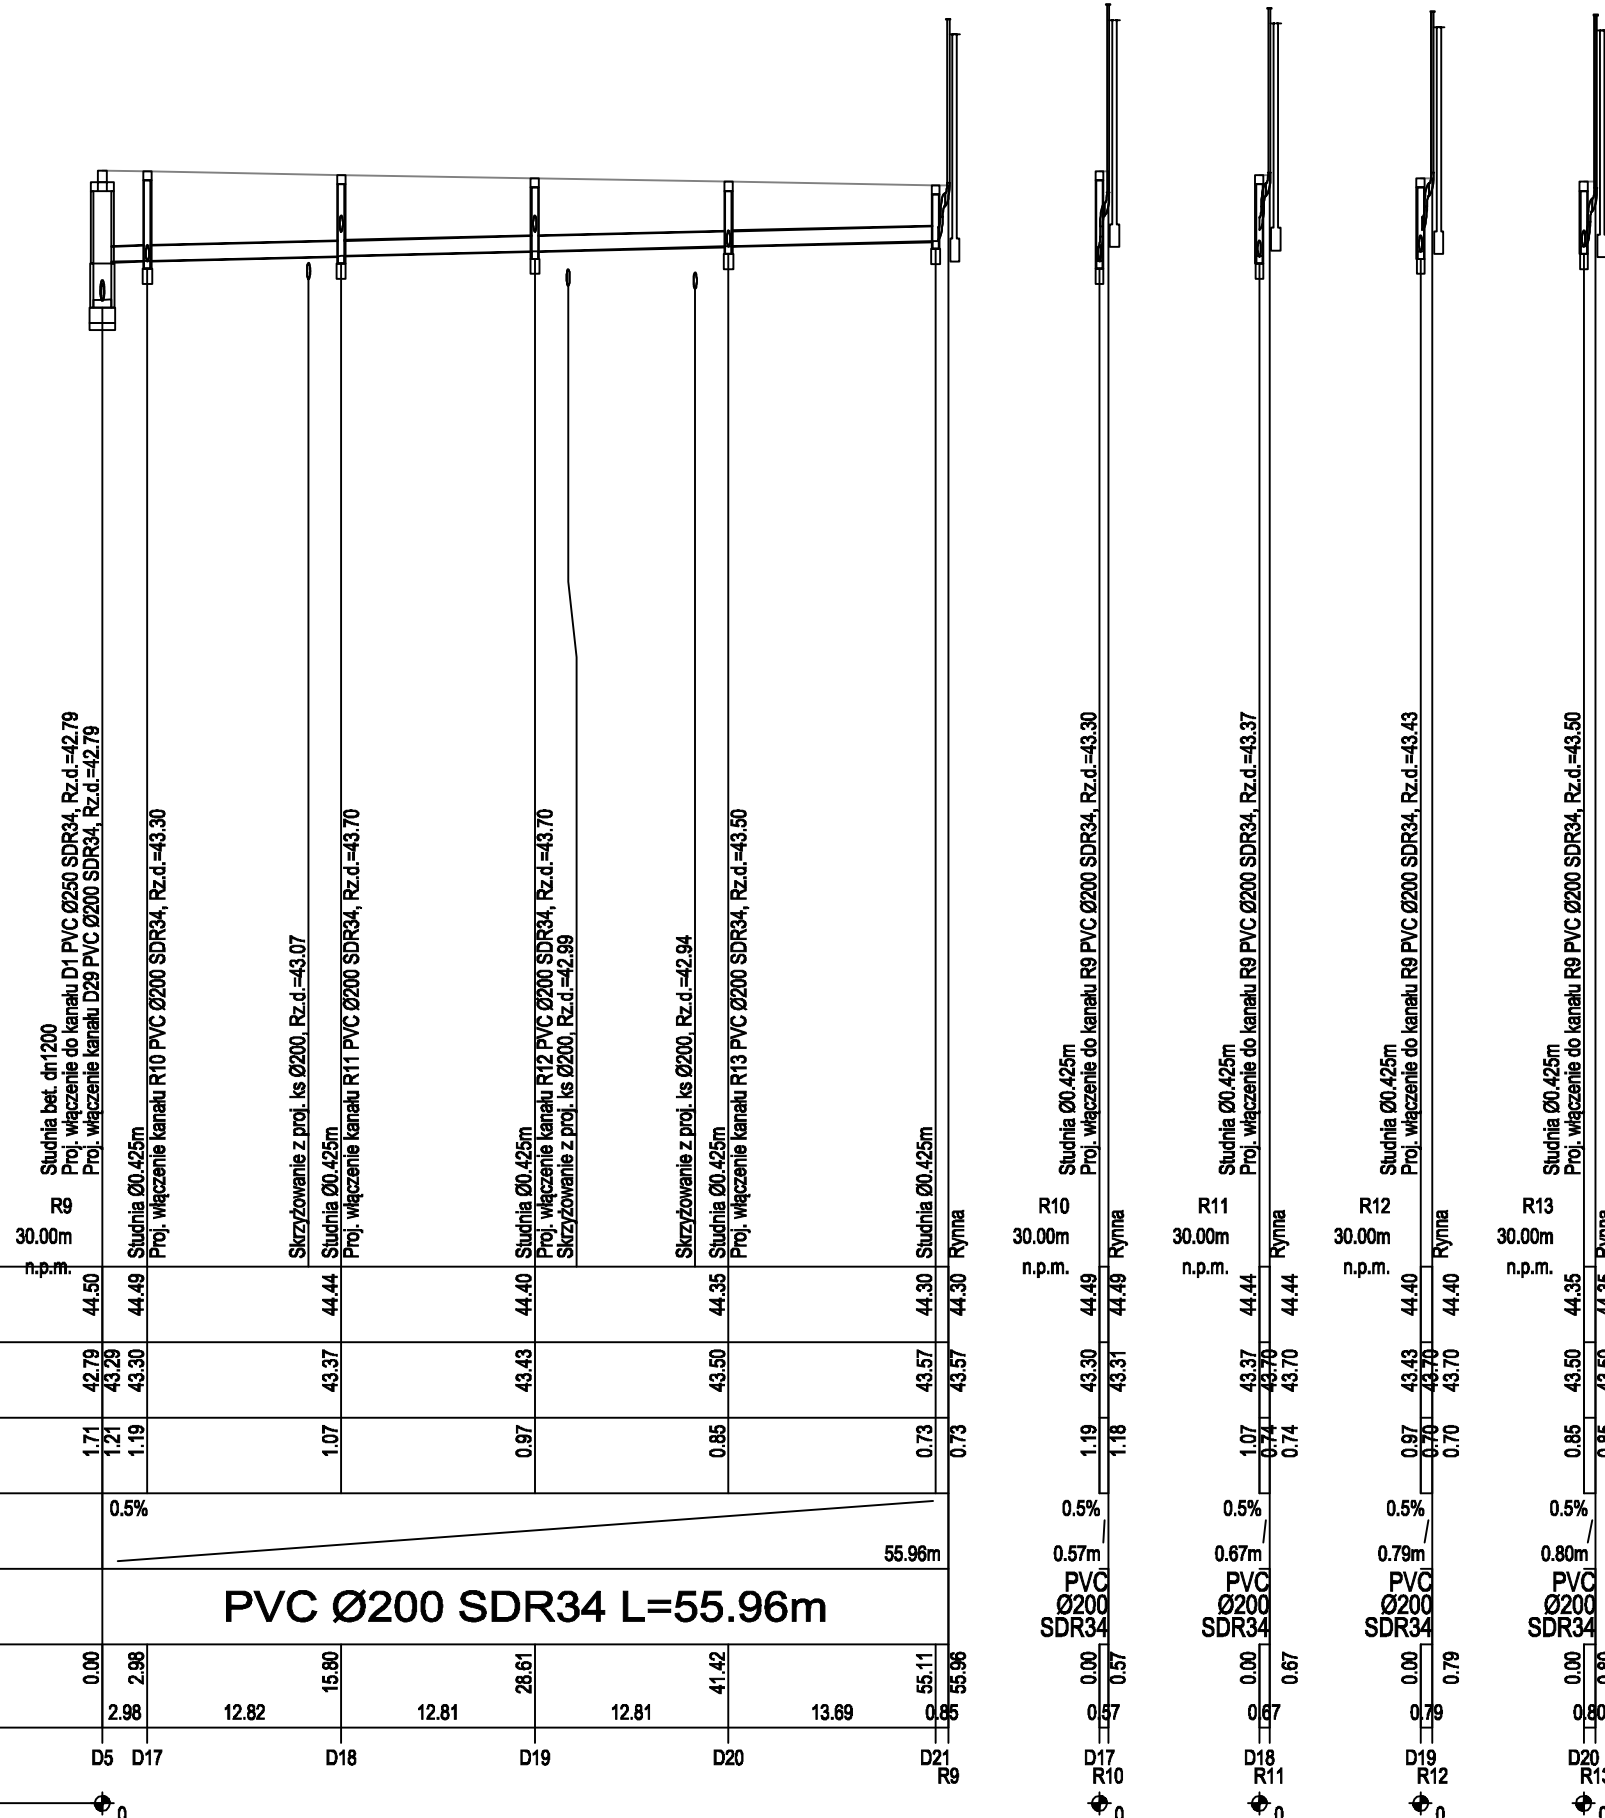 Studnia bet. dn1200
Proj. włączenie do kanału D1 PVC Ø250 SDR34, Rz.d.=42.79
Proj. włączenie kanału D29 PVC Ø200 SDR34, Rz.d.=42.79
Studnia Ø0.425m
Proj. włączenie kanału R10 PVC Ø200 SDR34, Rz.d.=43.30
Skrzyżowanie z proj. ks Ø200, Rz.d.=43.07
Studnia Ø0.425m
Proj. włączenie kanału R11 PVC Ø200 SDR34, Rz.d.=43.70
Studnia Ø0.425m
Proj. włączenie kanału R12 PVC Ø200 SDR34, Rz.d.=43.70
Skrzyżowanie z proj. ks Ø200, Rz.d.=42.99
Skrzyżowanie z proj. ks Ø200, Rz.d.=42.94
Studnia Ø0.425m
Proj. włączenie kanału R13 PVC Ø200 SDR34, Rz.d.=43.50
Studnia Ø0.425m
Rynna
R9
30.00m
n.p.m.
44.50 44.49 44.44 44.40 44.35 44.30 44.30
42.79 43.29 43.30 43.37 43.43 43.50 43.57 43.57
1.71 1.21 1.19 1.07 0.97 0.85 0.73 0.73
0.5%
55.96m
PVC Ø200 SDR34 L=55.96m
0.00 2.98 15.80 28.61 41.42 55.11 55.96
2.98 12.82 12.81 12.81 13.69 0.85
D5 D17 D18 D19 D20 D21
R9
0
Studnia Ø0.425m
Proj. włączenie do kanału R9 PVC Ø200 SDR34, Rz.d.=43.30
Rynna
R10
30.00m
n.p.m.
44.49 44.49
43.30 43.31
1.19 1.18
0.5%
0.57m
PVC
Ø200
SDR34
0.00 0.57
0.57
D17
R10
0
Studnia Ø0.425m
Proj. włączenie do kanału R9 PVC Ø200 SDR34, Rz.d.=43.37
Rynna
R11
30.00m
n.p.m.
44.44 44.44
43.37 43.70 43.70
1.07 0.74 0.74
0.5%
0.67m
PVC
Ø200
SDR34
0.00 0.67
0.67
D18
R11
0
Studnia Ø0.425m
Proj. włączenie do kanału R9 PVC Ø200 SDR34, Rz.d.=43.43
Rynna
R12
30.00m
n.p.m.
44.40 44.40
43.43 43.70 43.70
0.97 0.70 0.70
0.5%
0.79m
PVC
Ø200
SDR34
0.00 0.79
0.79
D19
R12
0
Studnia Ø0.425m
Proj. włączenie do kanału R9 PVC Ø200 SDR34, Rz.d.=43.50
R13
30.00m
n.p.m.
44.35
43.50
0.85
0.5%
0.80m
PVC
Ø200
SDR34
0.00
0.80
D20